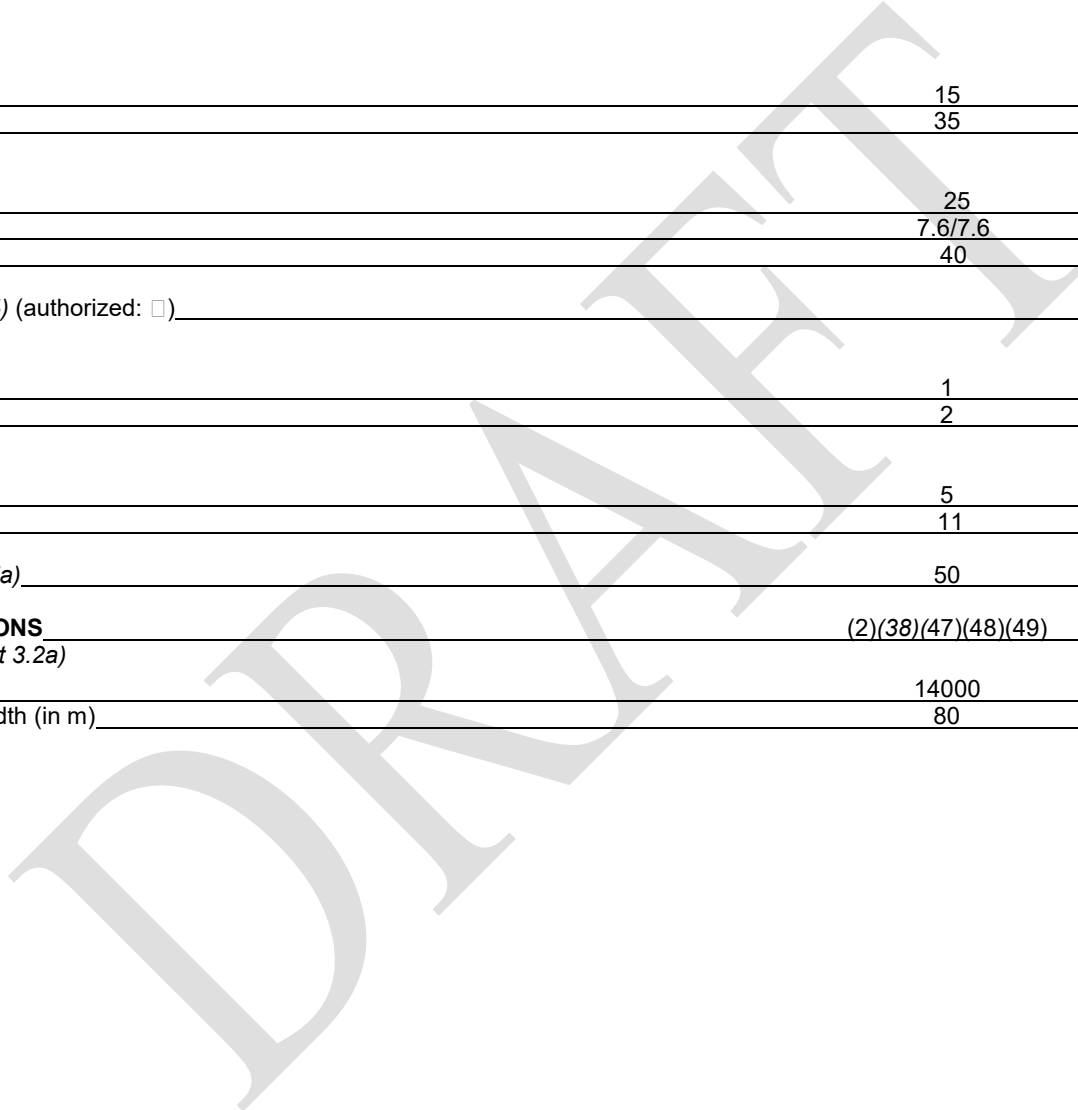 15
35
25
7.6/7.6
40
) (authorized: □)
1
2
5
11
a) 50
ONS (2)(38)(47)(48)(49)
t 3.2a)
14000
dth (in m) 80
DRAFT